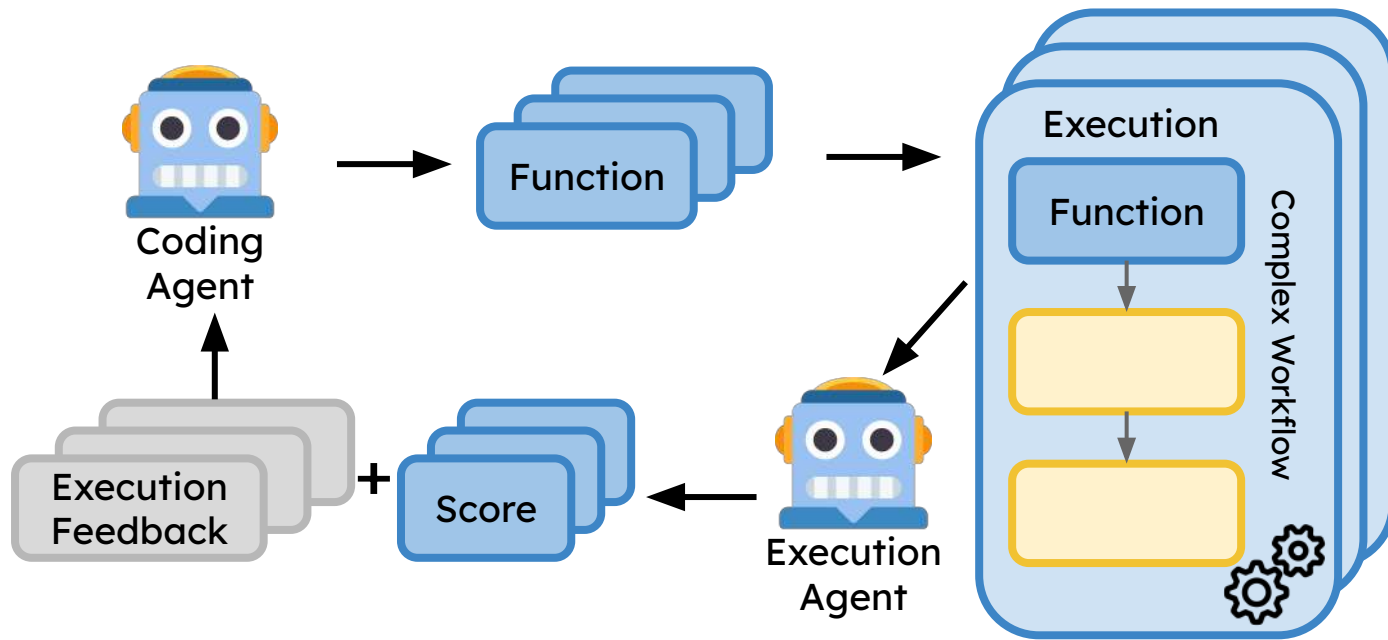 Coding
Agent
Function
Execution
Function
Complex Workflow
Execution
Agent
Score
+
Execution
Feedback